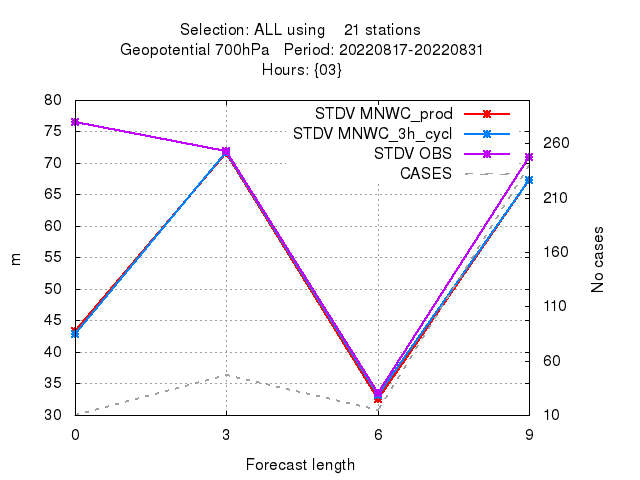 Selection: ALL using    21 stations
Geopotential 700hPa   Period: 20220817-20220831
Hours: {03}
STDV MNWC_prod
STDV MNWC_3h_cycl
STDV OBS
CASES
80
75
70
65
60
55
50
45
40
35
30
m
260
210
160
110
60
10
No cases
0 3 6 9
Forecast length